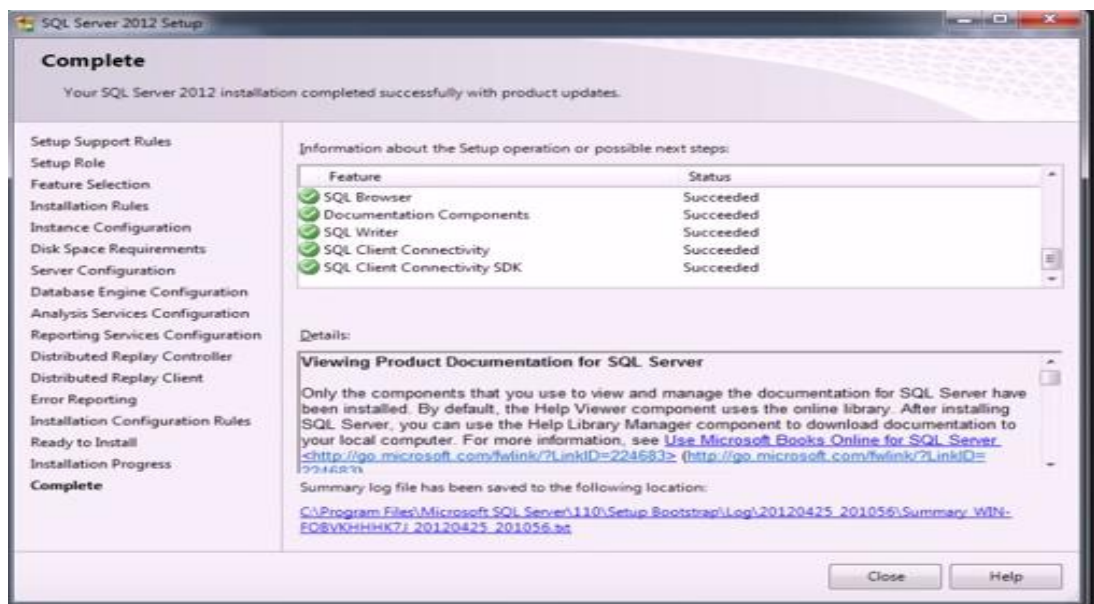 SQL Server 2012 Setup
Complete
Your SQL Server 2012 installation completed successfully with product updates.
Setup Support Rules
Setup Role
Feature Selection
Installation Rules
Instance Configuration
Disk Space Requirements
Server Configuration
Database Engine Configuration
Analysis Services Configuration
Reporting Services Configuration
Distributed Replay Controller
Distributed Replay Client
Error Reporting
Installation Configuration Rules
Ready to Install
Installation Progress
Complete
Information about the Setup operation or possible next steps:
Feature Status
SQL Browser Succeeded
Documentation Components Succeeded
SQL Writer Succeeded
SQL Client Connectivity Succeeded
SQL Client Connectivity SDK Succeeded
Details:
Viewing Product Documentation for SQL Server
Only the components that you use to view and manage the documentation for SQL Server have
been installed. By default, the Help Viewer component uses the online library. After installing
SQL Server, you can use the Help Library Manager component to download documentation to
your local computer. For more information, see Use Microsoft Books Online for SQL Server
<http://go.microsoft.com/fwlink/?LinkID=224683> (http://go.microsoft.com/fwlink/?LinkID=
224683).
Summary log file has been saved to the following location:
C:\Program Files\Microsoft SQL Server\110\Setup Bootstrap\Log\20120425_201056\Summary_WIN-